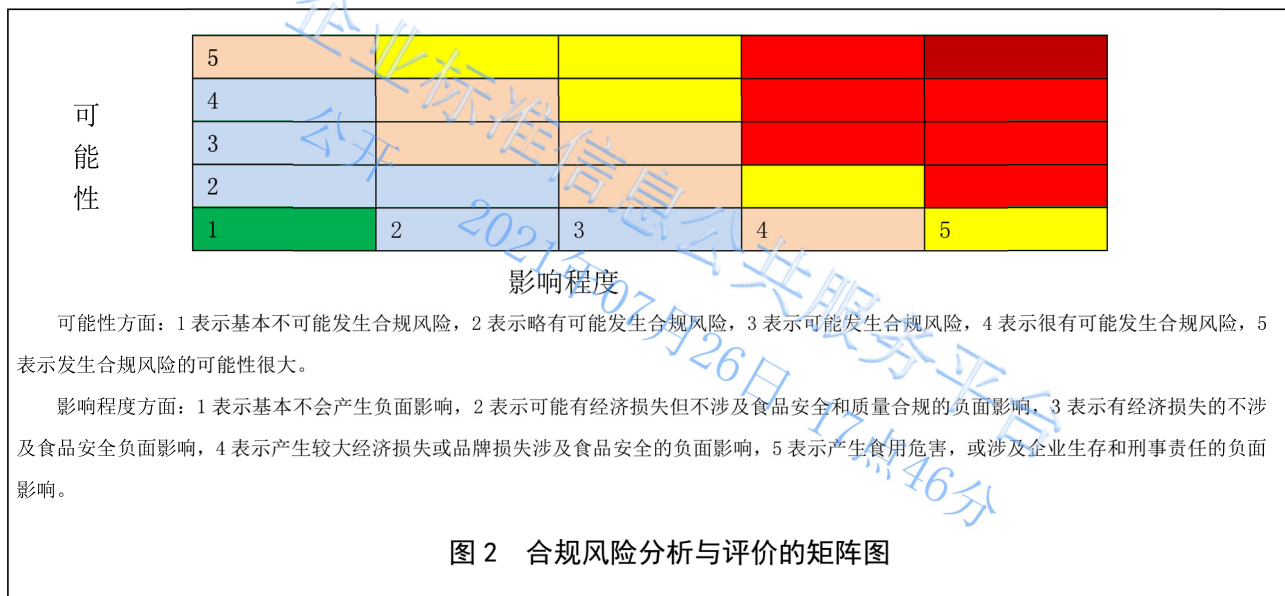 5
4
可能性
3
2
1 2 3 4 5
影响程度
可能性方面：1 表示基本不可能发生合规风险，2 表示略有可能发生合规风险，3 表示可能发生合规风险，4 表示很有可能发生合规风险，5
表示发生合规风险的可能性很大。
影响程度方面：1 表示基本不会产生负面影响，2 表示可能有经济损失但不涉及食品安全和质量合规的负面影响，3 表示有经济损失的不涉
及食品安全负面影响，4 表示产生较大经济损失或品牌损失涉及食品安全的负面影响，5 表示产生食用危害，或涉及企业生存和刑事责任的负面
影响。
图 2 合规风险分析与评价的矩阵图
企业标准信息公共服务平台
公开
2021年07月26日 17点46分